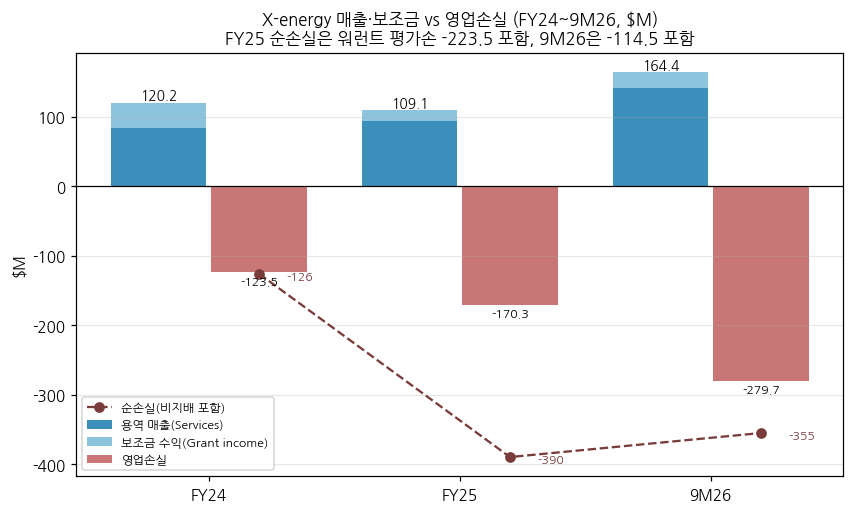 X-energy 매출·보조금 vs 영업손실 (FY24~9M26, $M)
FY25 순손실은 워런트 평가손 -223.5 포함, 9M26은 -114.5 포함
120.2
109.1
164.4
100
0
-100
-200
-300
-400
$M
-123.5
-126
-170.3
-279.7
-390
-355
순손실(비지배 포함)
용역 매출(Services)
보조금 수익(Grant income)
영업손실
FY24
FY25
9M26